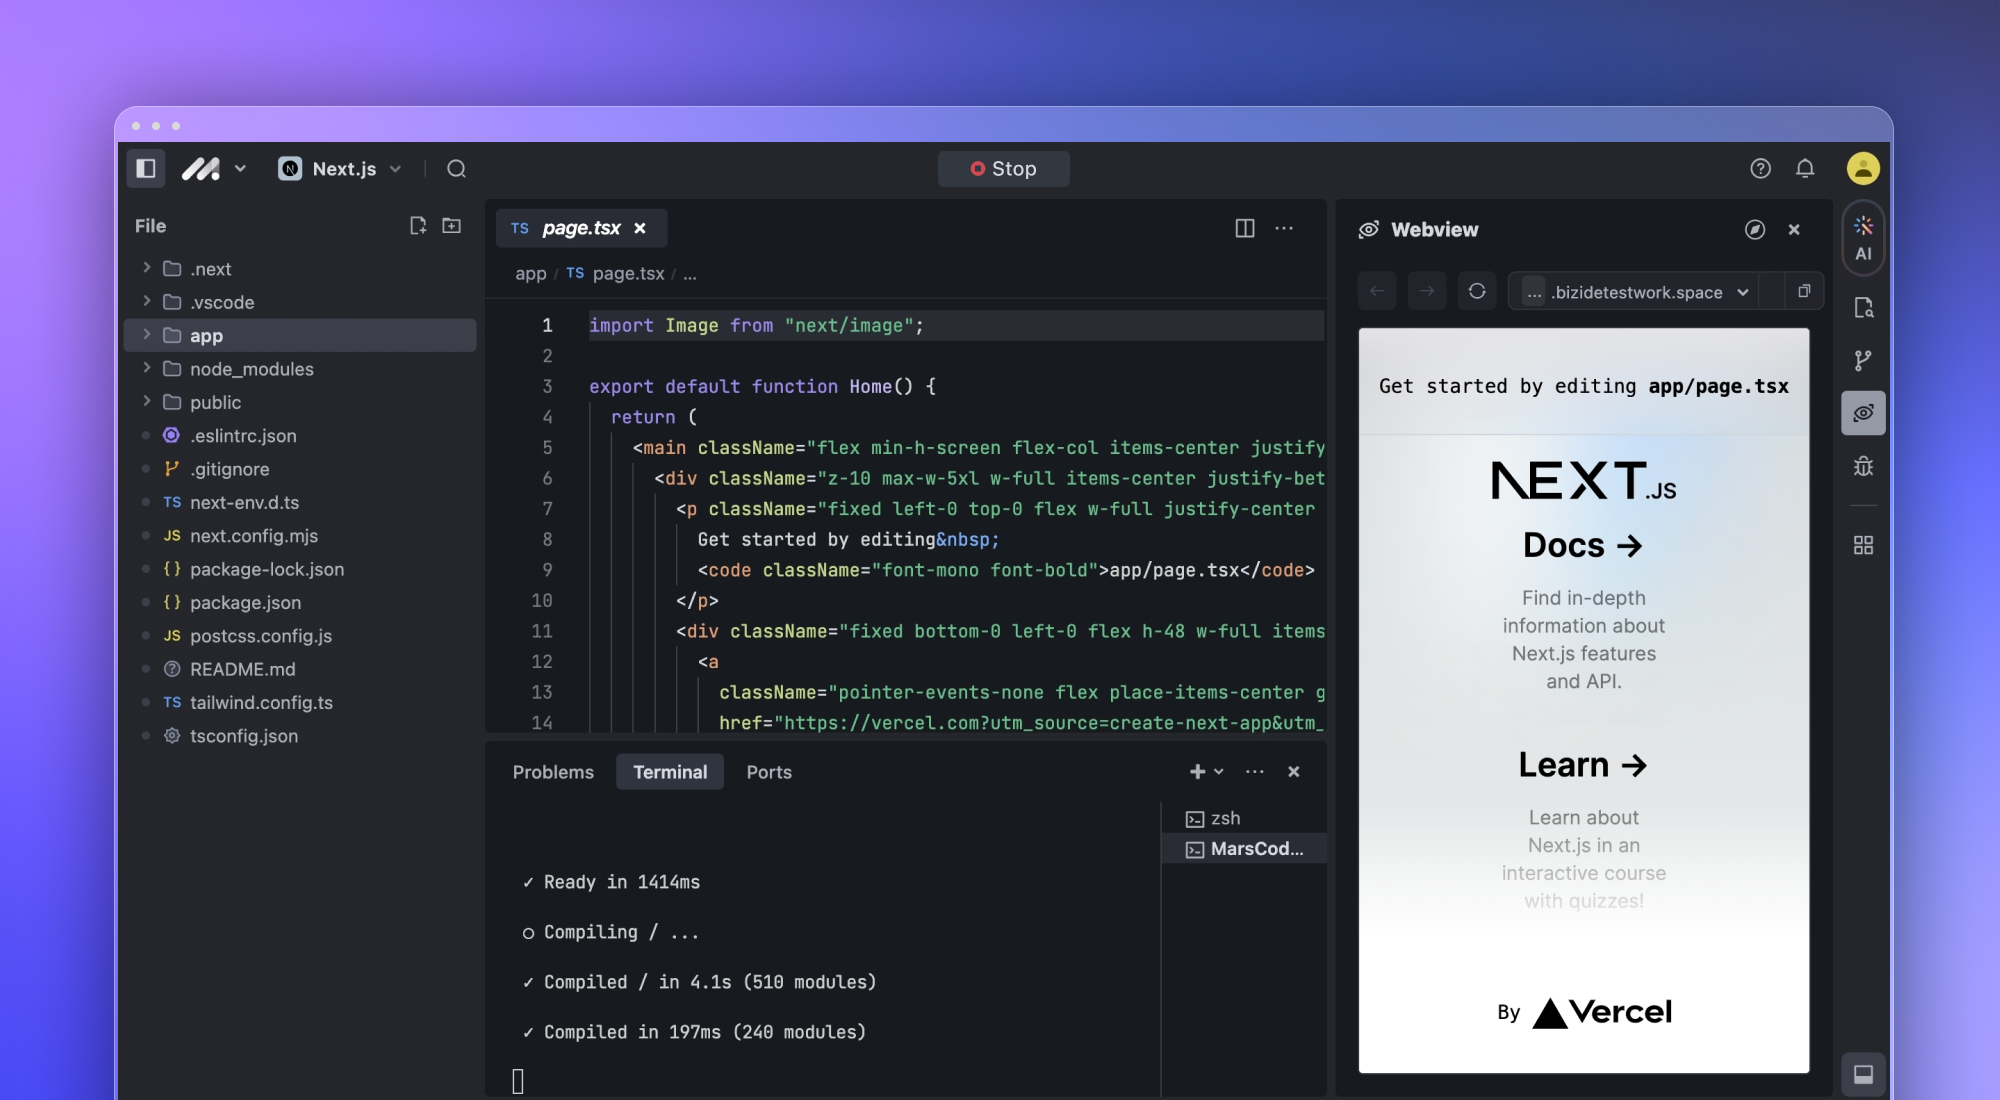 Next.js
Stop
File
.next
.vscode
app
node_modules
public
.eslintrc.json
.gitignore
TS next-env.d.ts
JS next.config.mjs
{ } package-lock.json
{ } package.json
JS postcss.config.js
README.md
TS tailwind.config.ts
tsconfig.json
TS page.tsx
app / TS page.tsx / ...
1 import Image from "next/image";
2
3 export default function Home() {
4 return (
5 <main className="flex min-h-screen flex-col items-center justify
6 <div className="z-10 max-w-5xl w-full items-center justify-bet
7 <p className="fixed left-0 top-0 flex w-full justify-center
8 Get started by editing&nbsp;
9 <code className="font-mono font-bold">app/page.tsx</code>
10 </p>
11 <div className="fixed bottom-0 left-0 flex h-48 w-full items
12 <a
13 className="pointer-events-none flex place-items-center g
14 href="https://vercel.com?utm_source=create-next-app&utm_
Problems Terminal Ports
zsh
MarsCod...
✓ Ready in 1414ms
○ Compiling / ...
✓ Compiled / in 4.1s (510 modules)
✓ Compiled in 197ms (240 modules)
Webview
... .bizidetestwork.space
Get started by editing app/page.tsx
NEXT.JS
Docs →
Find in-depth
information about
Next.js features
and API.
Learn →
Learn about
Next.js in an
interactive course
with quizzes!
By Vercel
AI